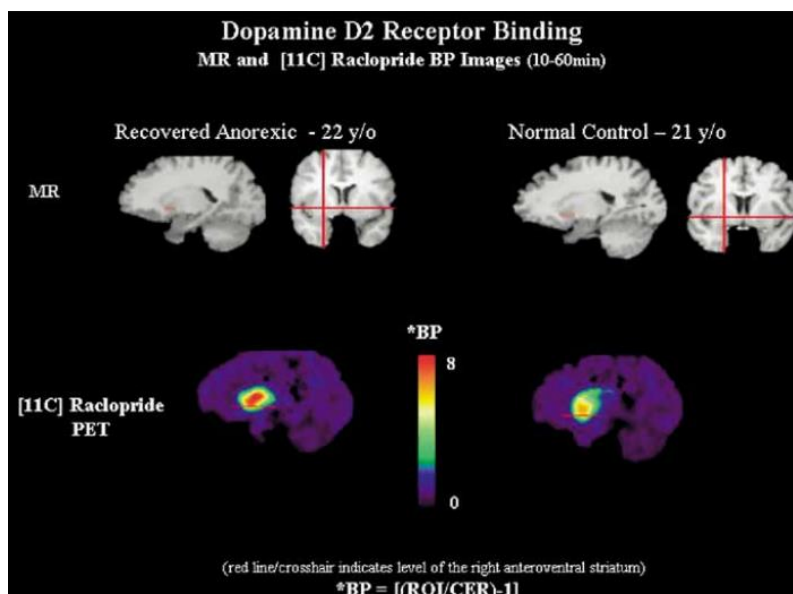 Dopamine D2 Receptor Binding
MR and [11C] Raclopride BP Images (10-60min)
Recovered Anorexic - 22 y/o
Normal Control – 21 y/o
MR
*BP
8
0
[11C] Raclopride
PET
(red line/crosshair indicates level of the right anteroventral striatum)
*BP = [(ROI/CER)-1]